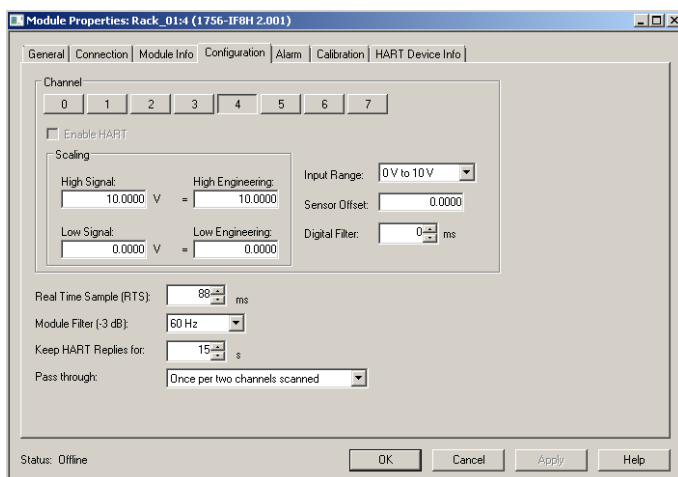 Module Properties: Rack_01:4 (1756-IF8H 2.001)
General Connection Module Info Configuration Alarm Calibration HART Device Info
Channel
0 1 2 3 4 5 6 7
Enable HART
Scaling
High Signal: High Engineering:
10.0000 V = 10.0000
Low Signal: Low Engineering:
0.0000 V = 0.0000
Input Range: 0 V to 10 V
Sensor Offset: 0.0000
Digital Filter: 0 ms
Real Time Sample (RTS): 88 ms
Module Filter (-3 dB): 60 Hz
Keep HART Replies for: 15 s
Pass through: Once per two channels scanned
Status: Offline OK Cancel Apply Help